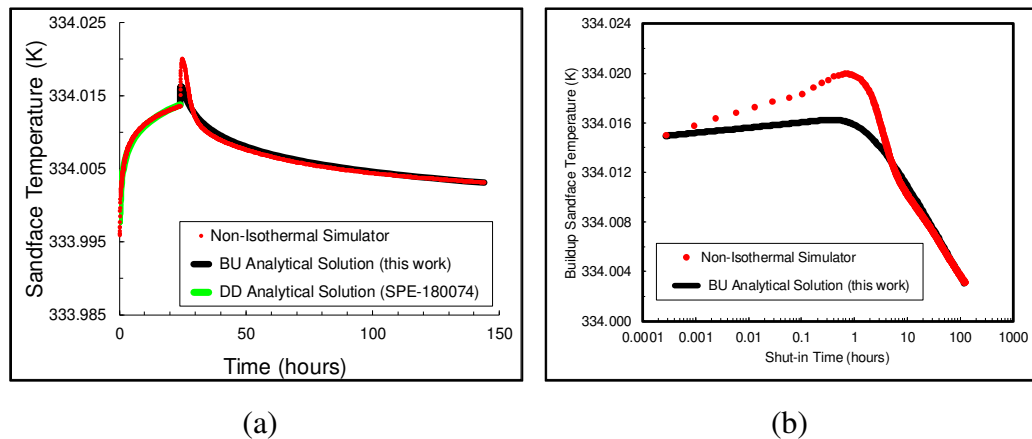 334.025
334.015
334.005
333.995
333.985
0
50
100
150
Sandface Temperature (K)
Time (hours)
Non-Isothermal Simulator
BU Analytical Solution (this work)
DD Analytical Solution (SPE-180074)
(a)
334.024
334.020
334.016
334.012
334.008
334.004
334.000
0.0001
0.001
0.01
0.1
1
10
100
1000
Buildup Sandface Temperature (K)
Shut-in Time (hours)
Non-Isothermal Simulator
BU Analytical Solution (this work)
(b)